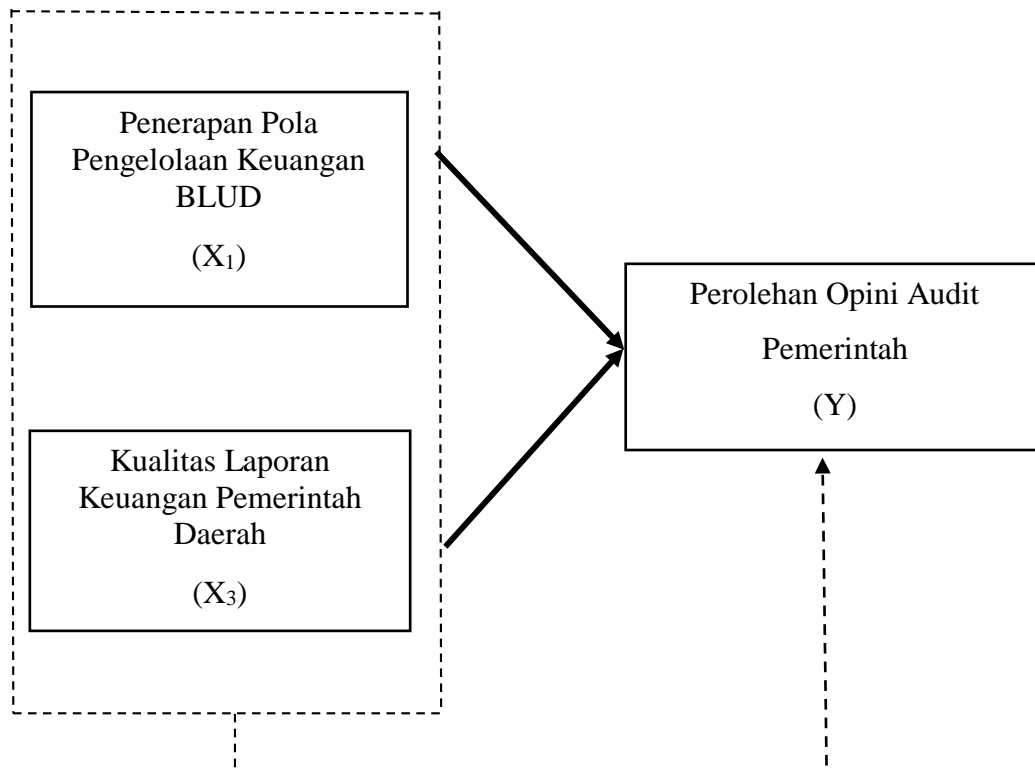 Penerapan Pola
Pengelolaan Keuangan
BLUD
(X₁)
Perolehan Opini Audit
Pemerintah
(Y)
Kualitas Laporan
Keuangan Pemerintah
Daerah
(X₃)